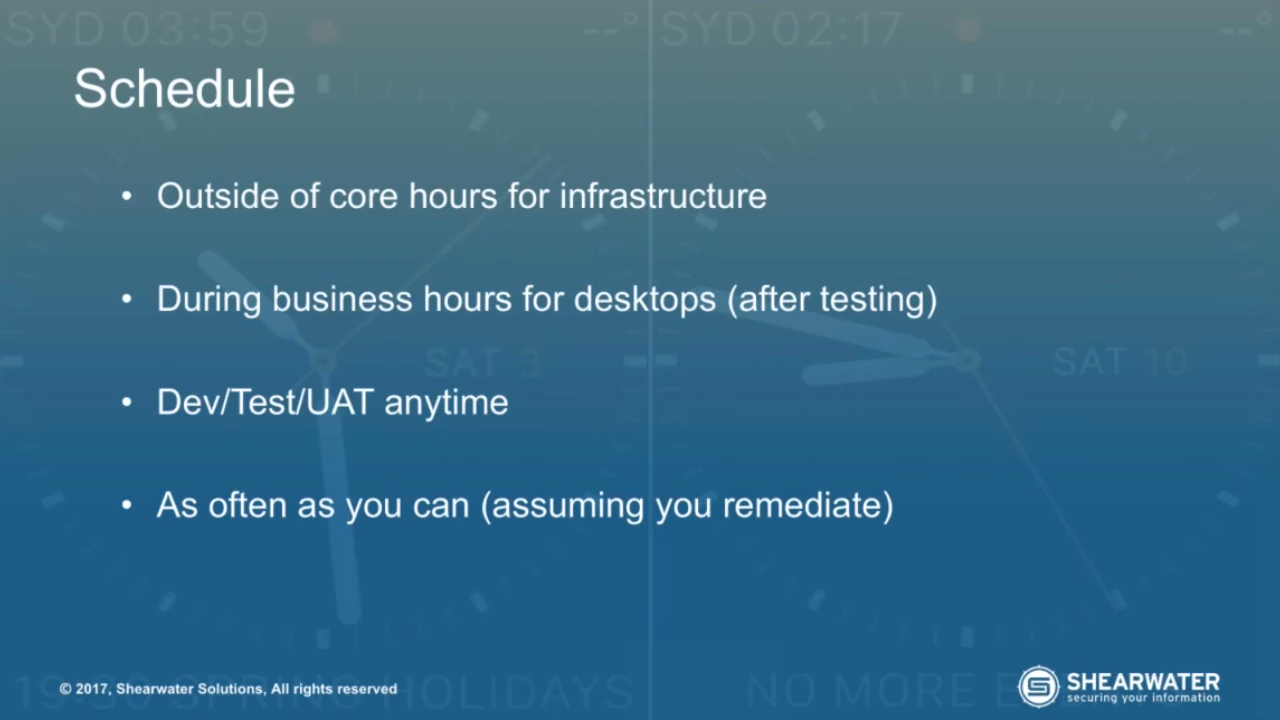 SYD 03:59 --° SYD 02:17 --°
Schedule
• Outside of core hours for infrastructure
• During business hours for desktops (after testing)
SAT 3 SAT 10
• Dev/Test/UAT anytime
• As often as you can (assuming you remediate)
© 2017, Shearwater Solutions, All rights reserved
HOLIDAYS NO MORE
SHEARWATER
securing your information